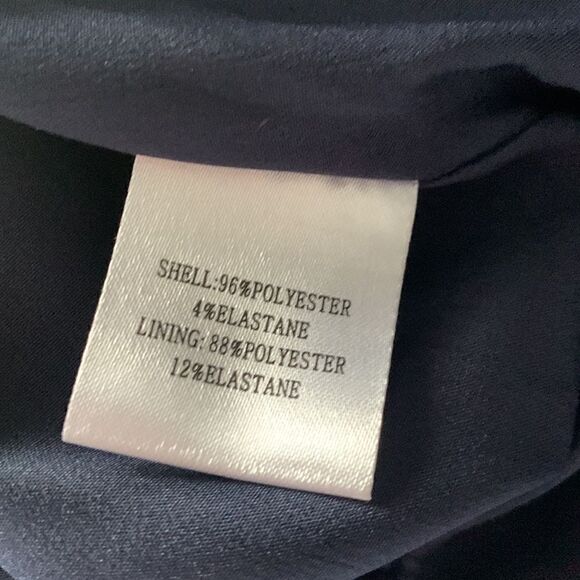 SHELL:96%POLYESTER
4%ELASTANE
LINING: 88%POLYESTER
12%ELASTANE